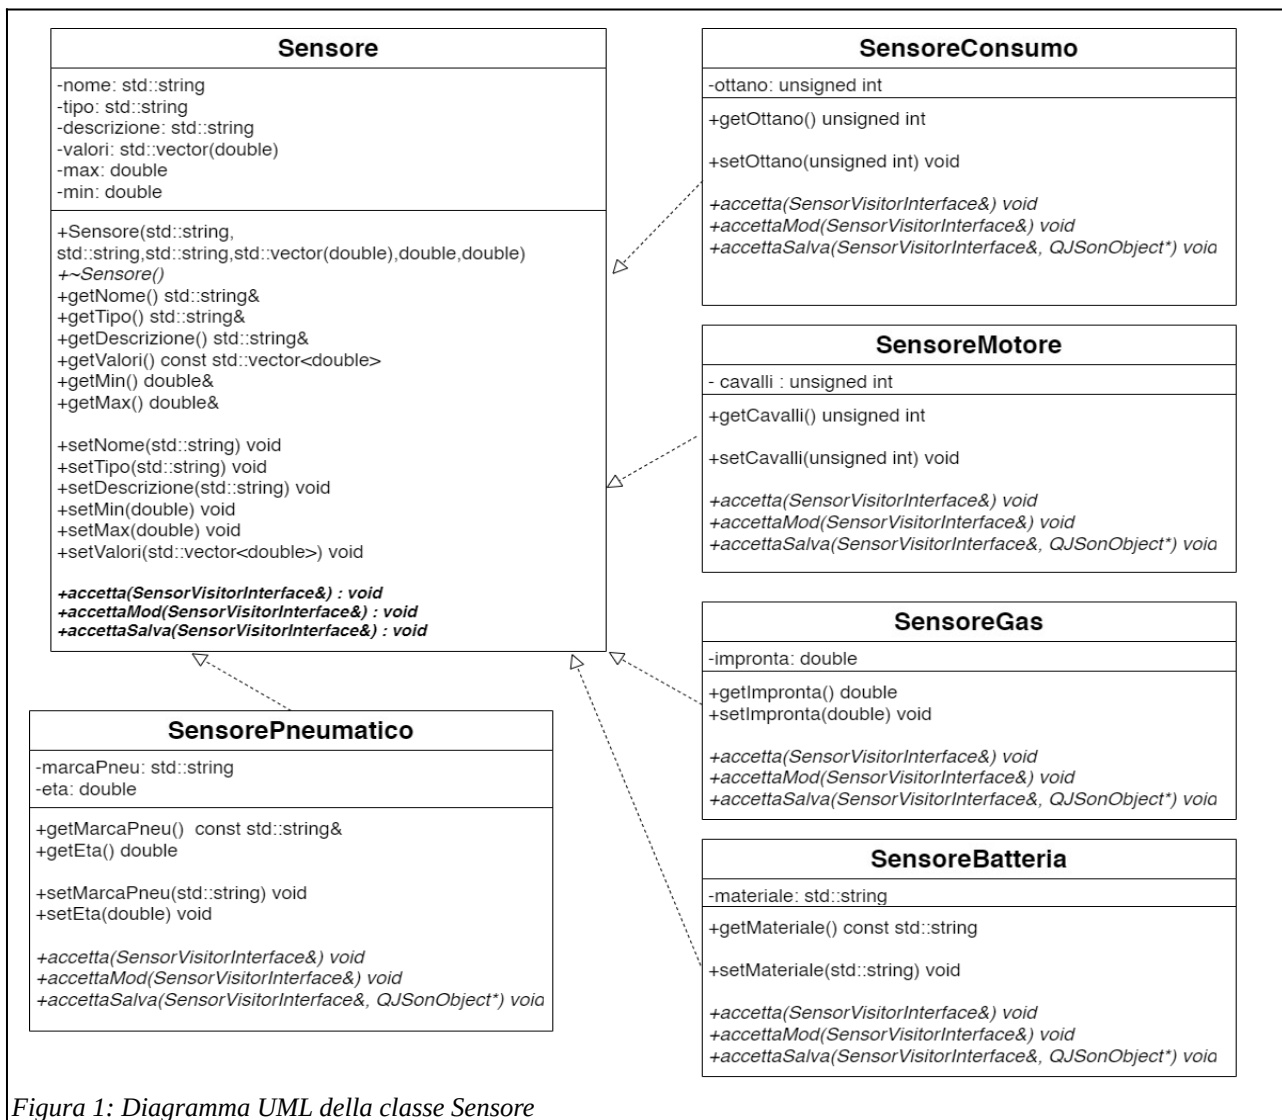 Sensore
-nome: std::string
-tipo: std::string
-descrizione: std::string
-valori: std::vector(double)
-max: double
-min: double
+Sensore(std::string,
std::string,std::string,std::vector(double),double,double)
+~Sensore()
+getNome() std::string&
+getTipo() std::string&
+getDescrizione() std::string&
+getValori() const std::vector<double>
+getMin() double&
+getMax() double&
+setNome(std::string) void
+setTipo(std::string) void
+setDescrizione(std::string) void
+setMin(double) void
+setMax(double) void
+setValori(std::vector<double>) void
+accetta(SensorVisitorInterface&) : void
+accettaMod(SensorVisitorInterface&) : void
+accettaSalva(SensorVisitorInterface&) : void
SensoreConsumo
-ottano: unsigned int
+getOttano() unsigned int
+setOttano(unsigned int) void
+accetta(SensorVisitorInterface&) void
+accettaMod(SensorVisitorInterface&) void
+accettaSalva(SensorVisitorInterface&, QJSonObject*) void
SensoreMotore
- cavalli : unsigned int
+getCavalli() unsigned int
+setCavalli(unsigned int) void
+accetta(SensorVisitorInterface&) void
+accettaMod(SensorVisitorInterface&) void
+accettaSalva(SensorVisitorInterface&, QJSonObject*) void
SensoreGas
-impronta: double
+getImpronta() double
+setImpronta(double) void
+accetta(SensorVisitorInterface&) void
+accettaMod(SensorVisitorInterface&) void
+accettaSalva(SensorVisitorInterface&, QJSonObject*) void
SensorePneumatico
-marcaPneu: std::string
-eta: double
+getMarcaPneu() const std::string&
+getEta() double
+setMarcaPneu(std::string) void
+setEta(double) void
+accetta(SensorVisitorInterface&) void
+accettaMod(SensorVisitorInterface&) void
+accettaSalva(SensorVisitorInterface&, QJSonObject*) void
SensoreBatteria
-materiale: std::string
+getMateriale() const std::string
+setMateriale(std::string) void
+accetta(SensorVisitorInterface&) void
+accettaMod(SensorVisitorInterface&) void
+accettaSalva(SensorVisitorInterface&, QJSonObject*) void
Figura 1: Diagramma UML della classe Sensore